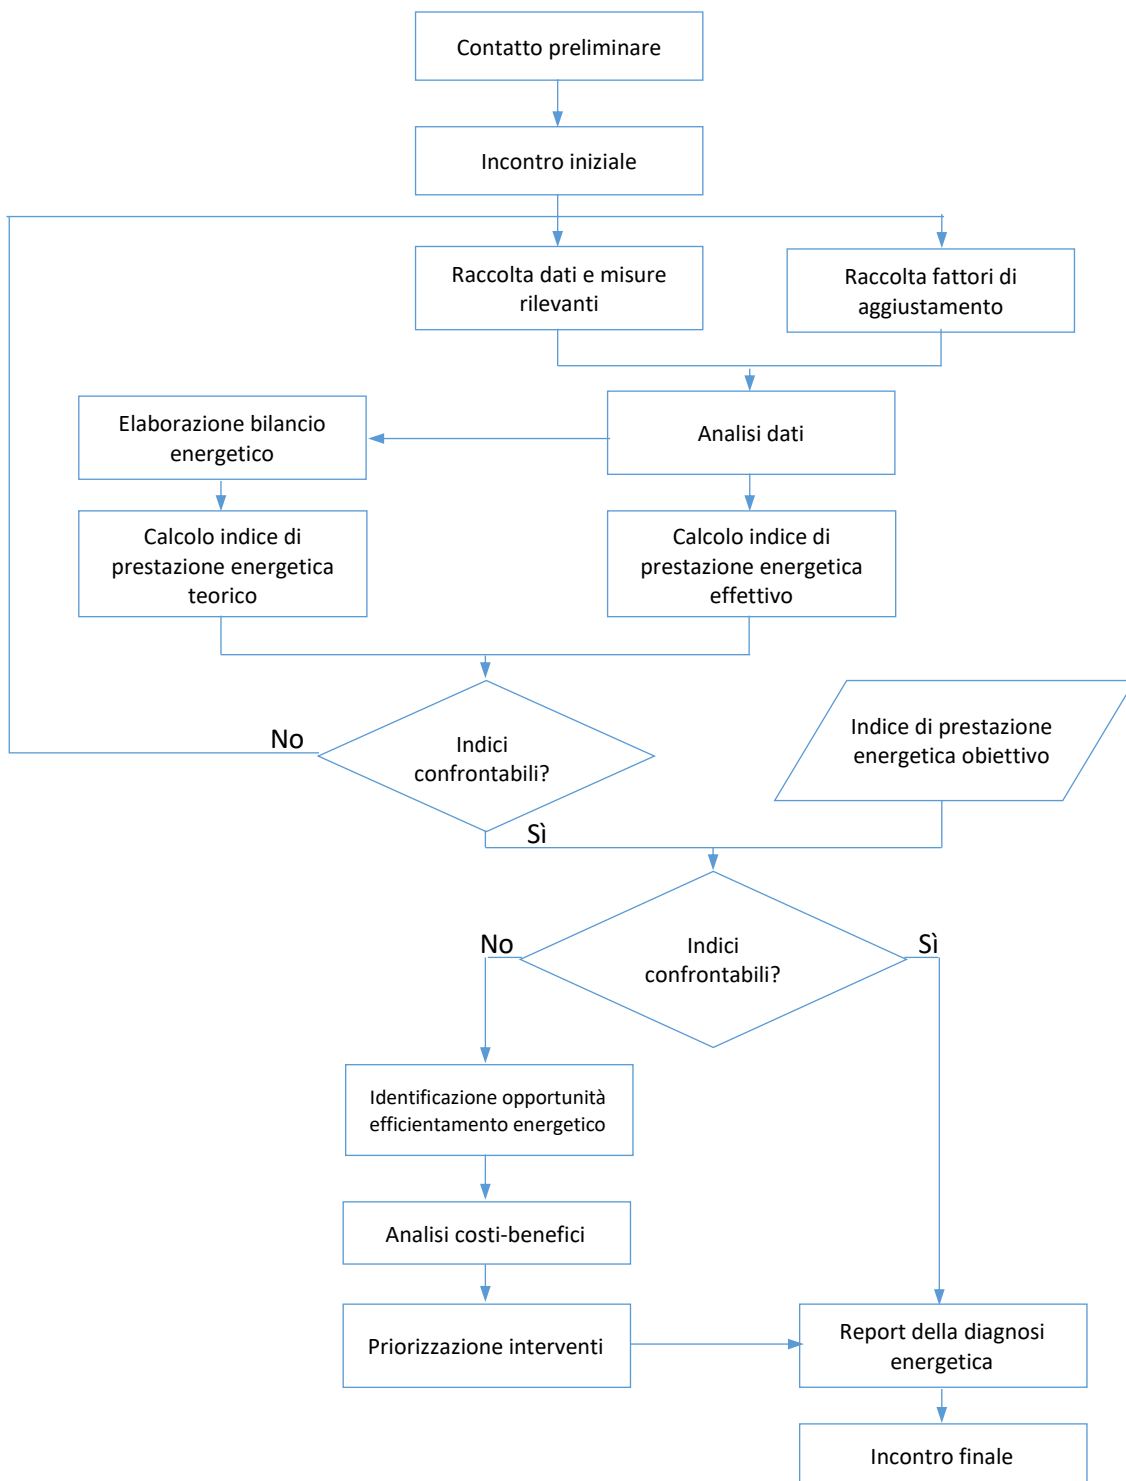 Contatto preliminare
Incontro iniziale
Raccolta dati e misure
rilevanti
Raccolta fattori di
aggiustamento
Elaborazione bilancio
energetico
Analisi dati
Calcolo indice di
prestazione energetica
teorico
Calcolo indice di
prestazione energetica
effettivo
No
Indici
confrontabili?
Indice di prestazione
energetica obiettivo
Sì
No
Indici
confrontabili?
Sì
Identificazione opportunità
efficientamento energetico
Analisi costi-benefici
Priorizzazione interventi
Report della diagnosi
energetica
Incontro finale